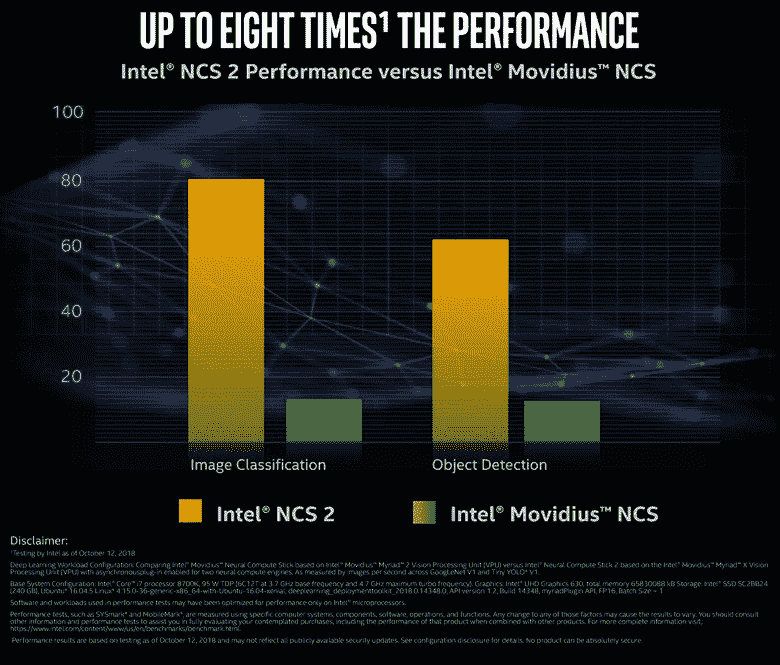 UP TO EIGHT TIMES¹ THE PERFORMANCE
Intel® NCS 2 Performance versus Intel® Movidius™ NCS
100
80
60
40
20
Image Classification
Object Detection
Intel® NCS 2
Intel® Movidius™ NCS
Disclaimer:
¹Testing by Intel as of October 12, 2018
Deep Learning Workload Configuration: Comparing Intel® Movidius™ Neural Compute Stick based on Intel® Movidius™ Myriad™ 2 Vision Processing Unit (VPU) versus Intel® Neural Compute Stick 2 based on the Intel® Movidius™ Myriad™ X Vision
Processing Unit (VPU) with asynchronousplug-in enabled for two neural compute engines. As measured by images per second across GoogLeNet V1 and Tiny YOLO* V1.
Base System Configuration: Intel® Core™ i7 processor 8700K, 95 W TDP (6C12T at 3.7 GHz base frequency and 4.7 GHz maximum turbo frequency). Graphics: Intel® UHD Graphics 630, total memory 65830088 kB Storage: Intel® SSD SC2BB24
(240 GB), Ubuntu* 16.04.5 Linux* 4.15.0-36-generic-x86_64-with-Ubuntu-16.04-xenial, deeplearning_deploymenttoolkit_2018.0.14348.0, API version 1.2, Build 14348, myriadPlugin API, FP16, Batch Size - 1
Software and workloads used in performance tests may have been optimized for performance only on Intel® microprocessors.
Performance tests, such as SYSmark* and MobileMark*, are measured using specific computer systems, components, software, operations, and functions. Any change to any of those factors may cause the results to vary. You should consult
other information and performance tests to assist you in fully evaluating your contemplated purchases, including the performance of that product when combined with other products. For more complete information visit;
https://www.intel.com/content/www/us/en/benchmarks/benchmark.html.
Performance results are based on testing as of October 12, 2018 and may not reflect all publicly available security updates. See configuration disclosure for details. No product can be absolutely secure.